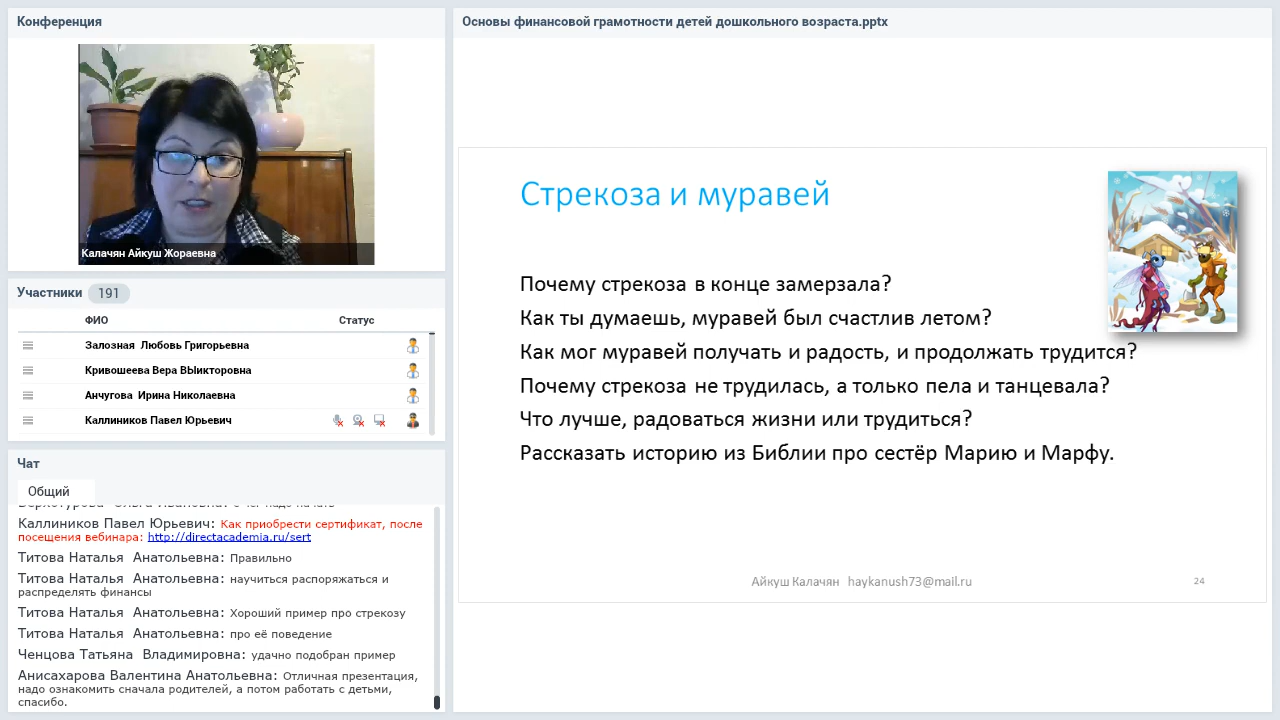 Конференция
Калачян Айкуш Жораевна
Участники 191
ФИО Статус
Залозная Любовь Григорьевна
Кривошеева Вера ВЫикторовна
Анчугова Ирина Николаевна
Каллиников Павел Юрьевич
Чат
Общий
Каллиников Павел Юрьевич: Как приобрести сертификат, после
посещения вебинара: http://directacademia.ru/sert
Титова Наталья Анатольевна: Правильно
Титова Наталья Анатольевна: научиться распоряжаться и
распределять финансы
Титова Наталья Анатольевна: Хороший пример про стрекозу
Титова Наталья Анатольевна: про её поведение
Ченцова Татьяна Владимировна: удачно подобран пример
Анисахарова Валентина Анатольевна: Отличная презентация,
надо ознакомить сначала родителей, а потом работать с детьми,
спасибо.
Основы финансовой грамотности детей дошкольного возраста.pptx
Стрекоза и муравей
Почему стрекоза в конце замерзала?
Как ты думаешь, муравей был счастлив летом?
Как мог муравей получать и радость, и продолжать трудится?
Почему стрекоза не трудилась, а только пела и танцевала?
Что лучше, радоваться жизни или трудиться?
Рассказать историю из Библии про сестёр Марию и Марфу.
Айкуш Калачян haykanush73@mail.ru
24